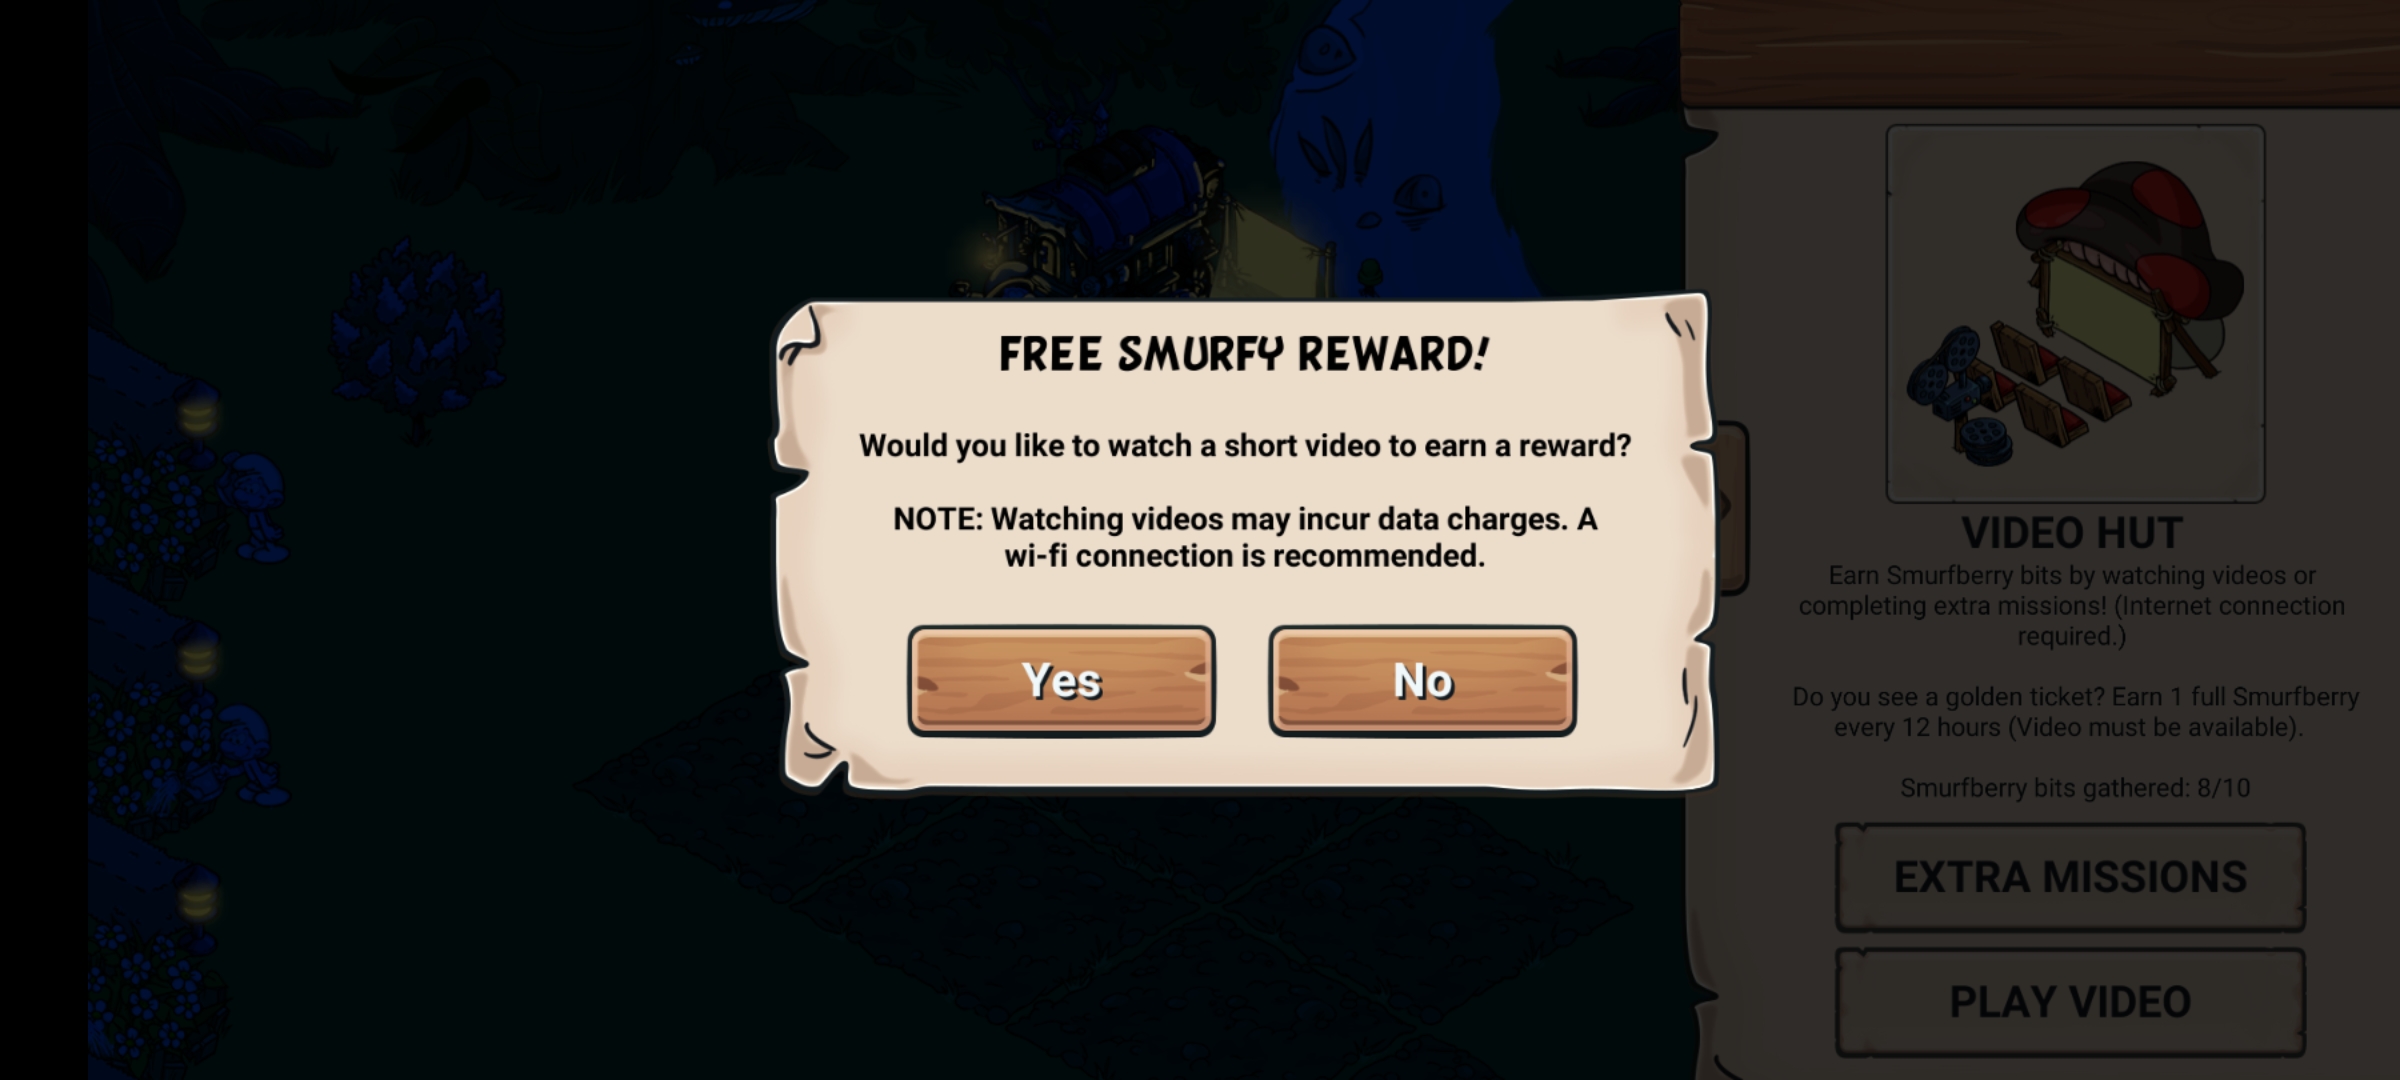 FREE SMURFY REWARD!
Would you like to watch a short video to earn a reward?
NOTE: Watching videos may incur data charges. A
wi-fi connection is recommended.
Yes
No
VIDEO HUT
Earn Smurfberry bits by watching videos or
completing extra missions! (Internet connection
required.)
Do you see a golden ticket? Earn 1 full Smurfberry
every 12 hours (Video must be available).
Smurfberry bits gathered: 8/10
EXTRA MISSIONS
PLAY VIDEO